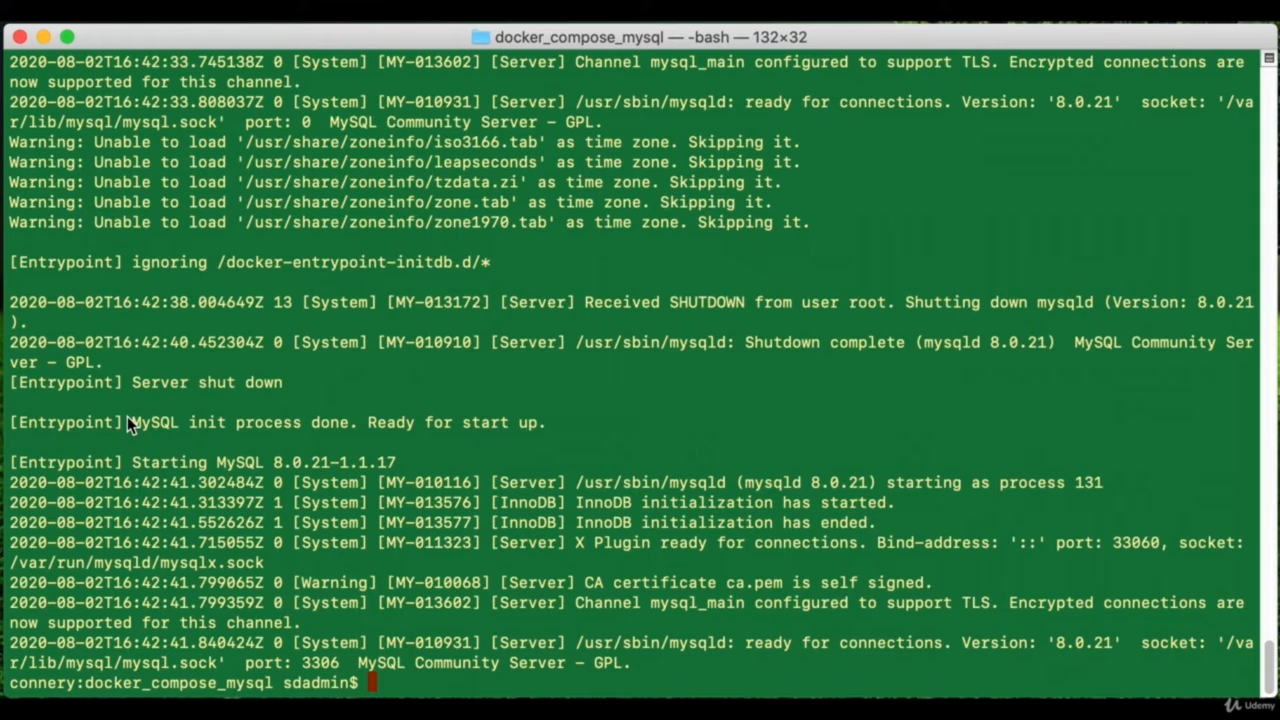 docker_compose_mysql — -bash — 132×32
2020-08-02T16:42:33.745138Z 0 [System] [MY-013602] [Server] Channel mysql_main configured to support TLS. Encrypted connections are
now supported for this channel.
2020-08-02T16:42:33.808037Z 0 [System] [MY-010931] [Server] /usr/sbin/mysqld: ready for connections. Version: '8.0.21'  socket: '/va
r/lib/mysql/mysql.sock'  port: 0  MySQL Community Server – GPL.
Warning: Unable to load '/usr/share/zoneinfo/iso3166.tab' as time zone. Skipping it.
Warning: Unable to load '/usr/share/zoneinfo/leapseconds' as time zone. Skipping it.
Warning: Unable to load '/usr/share/zoneinfo/tzdata.zi' as time zone. Skipping it.
Warning: Unable to load '/usr/share/zoneinfo/zone.tab' as time zone. Skipping it.
Warning: Unable to load '/usr/share/zoneinfo/zone1970.tab' as time zone. Skipping it.
[Entrypoint] ignoring /docker-entrypoint-initdb.d/*
2020-08-02T16:42:38.004649Z 13 [System] [MY-013172] [Server] Received SHUTDOWN from user root. Shutting down mysqld (Version: 8.0.21
).
2020-08-02T16:42:40.452304Z 0 [System] [MY-010910] [Server] /usr/sbin/mysqld: Shutdown complete (mysqld 8.0.21)  MySQL Community Ser
ver – GPL.
[Entrypoint] Server shut down
[Entrypoint] MySQL init process done. Ready for start up.
[Entrypoint] Starting MySQL 8.0.21-1.1.17
2020-08-02T16:42:41.302484Z 0 [System] [MY-010116] [Server] /usr/sbin/mysqld (mysqld 8.0.21) starting as process 131
2020-08-02T16:42:41.313397Z 1 [System] [MY-013576] [InnoDB] InnoDB initialization has started.
2020-08-02T16:42:41.552626Z 1 [System] [MY-013577] [InnoDB] InnoDB initialization has ended.
2020-08-02T16:42:41.715055Z 0 [System] [MY-011323] [Server] X Plugin ready for connections. Bind-address: '::' port: 33060, socket:
/var/run/mysqld/mysqlx.sock
2020-08-02T16:42:41.799065Z 0 [Warning] [MY-010068] [Server] CA certificate ca.pem is self signed.
2020-08-02T16:42:41.799359Z 0 [System] [MY-013602] [Server] Channel mysql_main configured to support TLS. Encrypted connections are
now supported for this channel.
2020-08-02T16:42:41.840424Z 0 [System] [MY-010931] [Server] /usr/sbin/mysqld: ready for connections. Version: '8.0.21'  socket: '/va
r/lib/mysql/mysql.sock'  port: 3306  MySQL Community Server – GPL.
connery:docker_compose_mysql sdadmin$
Udemy